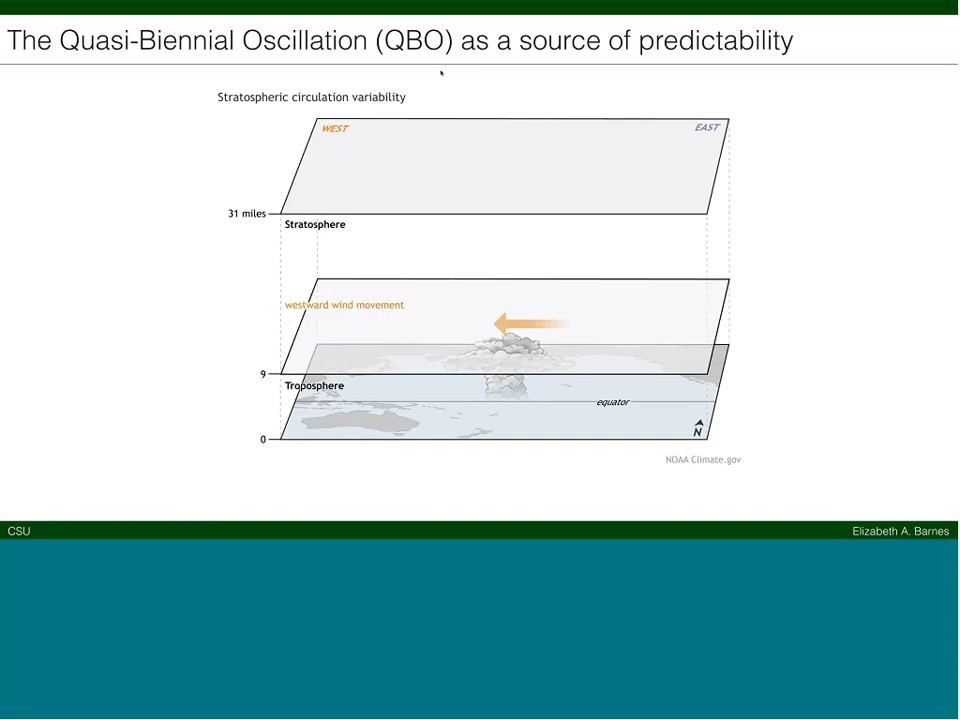 The Quasi-Biennial Oscillation (QBO) as a source of predictability
Stratospheric circulation variability
WEST
EAST
31 miles
Stratosphere
westward wind movement
9
Troposphere
equator
N
0
NOAA Climate.gov
CSU
Elizabeth A. Barnes